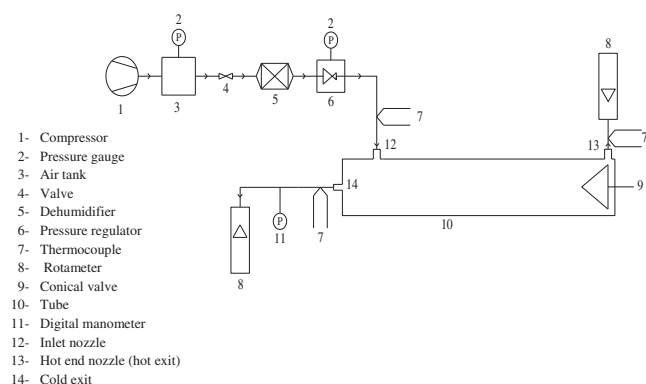 2
P
2
P
8
1
3
4
5
6
7
7
12
13
14
9
10
P
11
7
8
1- Compressor
2- Pressure gauge
3- Air tank
4- Valve
5- Dehumidifier
6- Pressure regulator
7- Thermocouple
8- Rotameter
9- Conical valve
10- Tube
11- Digital manometer
12- Inlet nozzle
13- Hot end nozzle (hot exit)
14- Cold exit